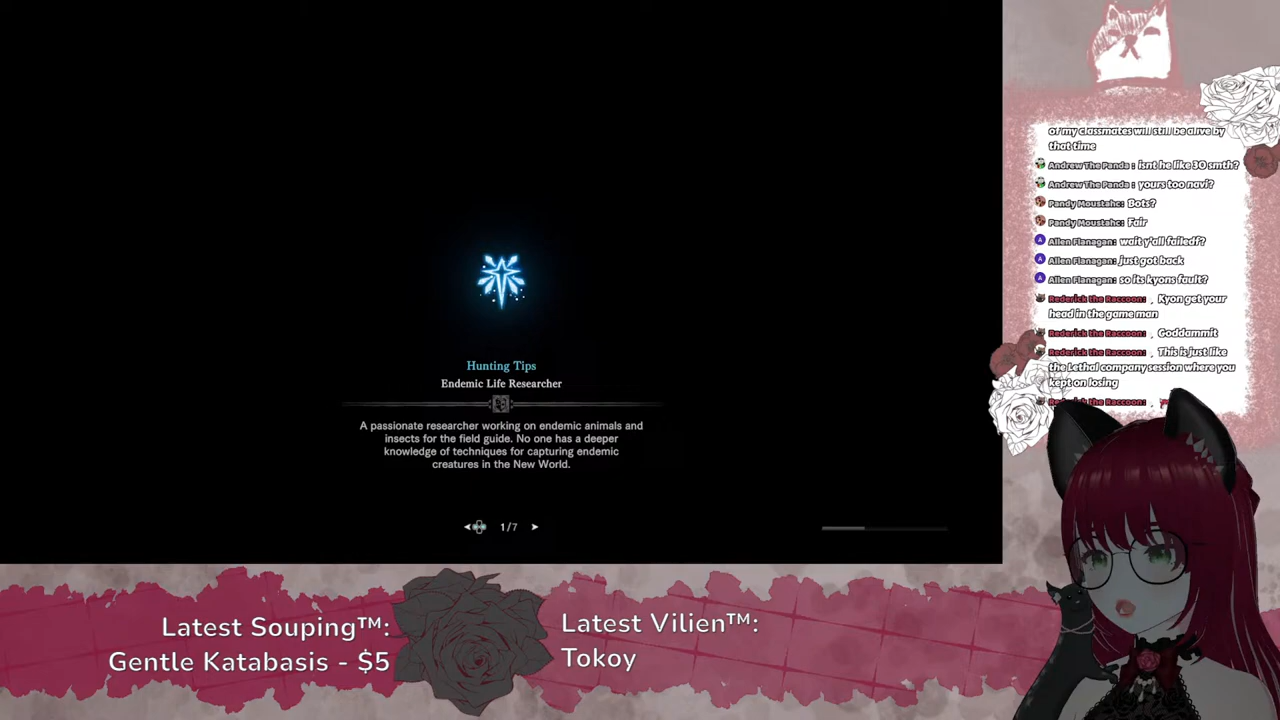 Hunting Tips
Endemic Life Researcher
A passionate researcher working on endemic animals and
insects for the field guide. No one has a deeper
knowledge of techniques for capturing endemic
creatures in the New World.
1/7
of my classmates will still be alive by
that time
Andrew The Panda : isnt he like 30 smth?
Andrew The Panda : yours too navi?
Pandy Moustahc: Bots?
Pandy Moustahc: Fair
Allen Flanagan: wait y'all failedf?
Allen Flanagan: just got back
Allen Flanagan: so its kyons fault?
Rederick the Raccoon: , Kyon get your
head in the game man
Rederick the Raccoon: , Goddammit
Rederick the Raccoon: , This is just like
the Lethal company session where you
kept on losing
Rederick the Raccoon: ,
Latest Souping™:
Gentle Katabasis - $5
Latest Vilien™:
Tokoy